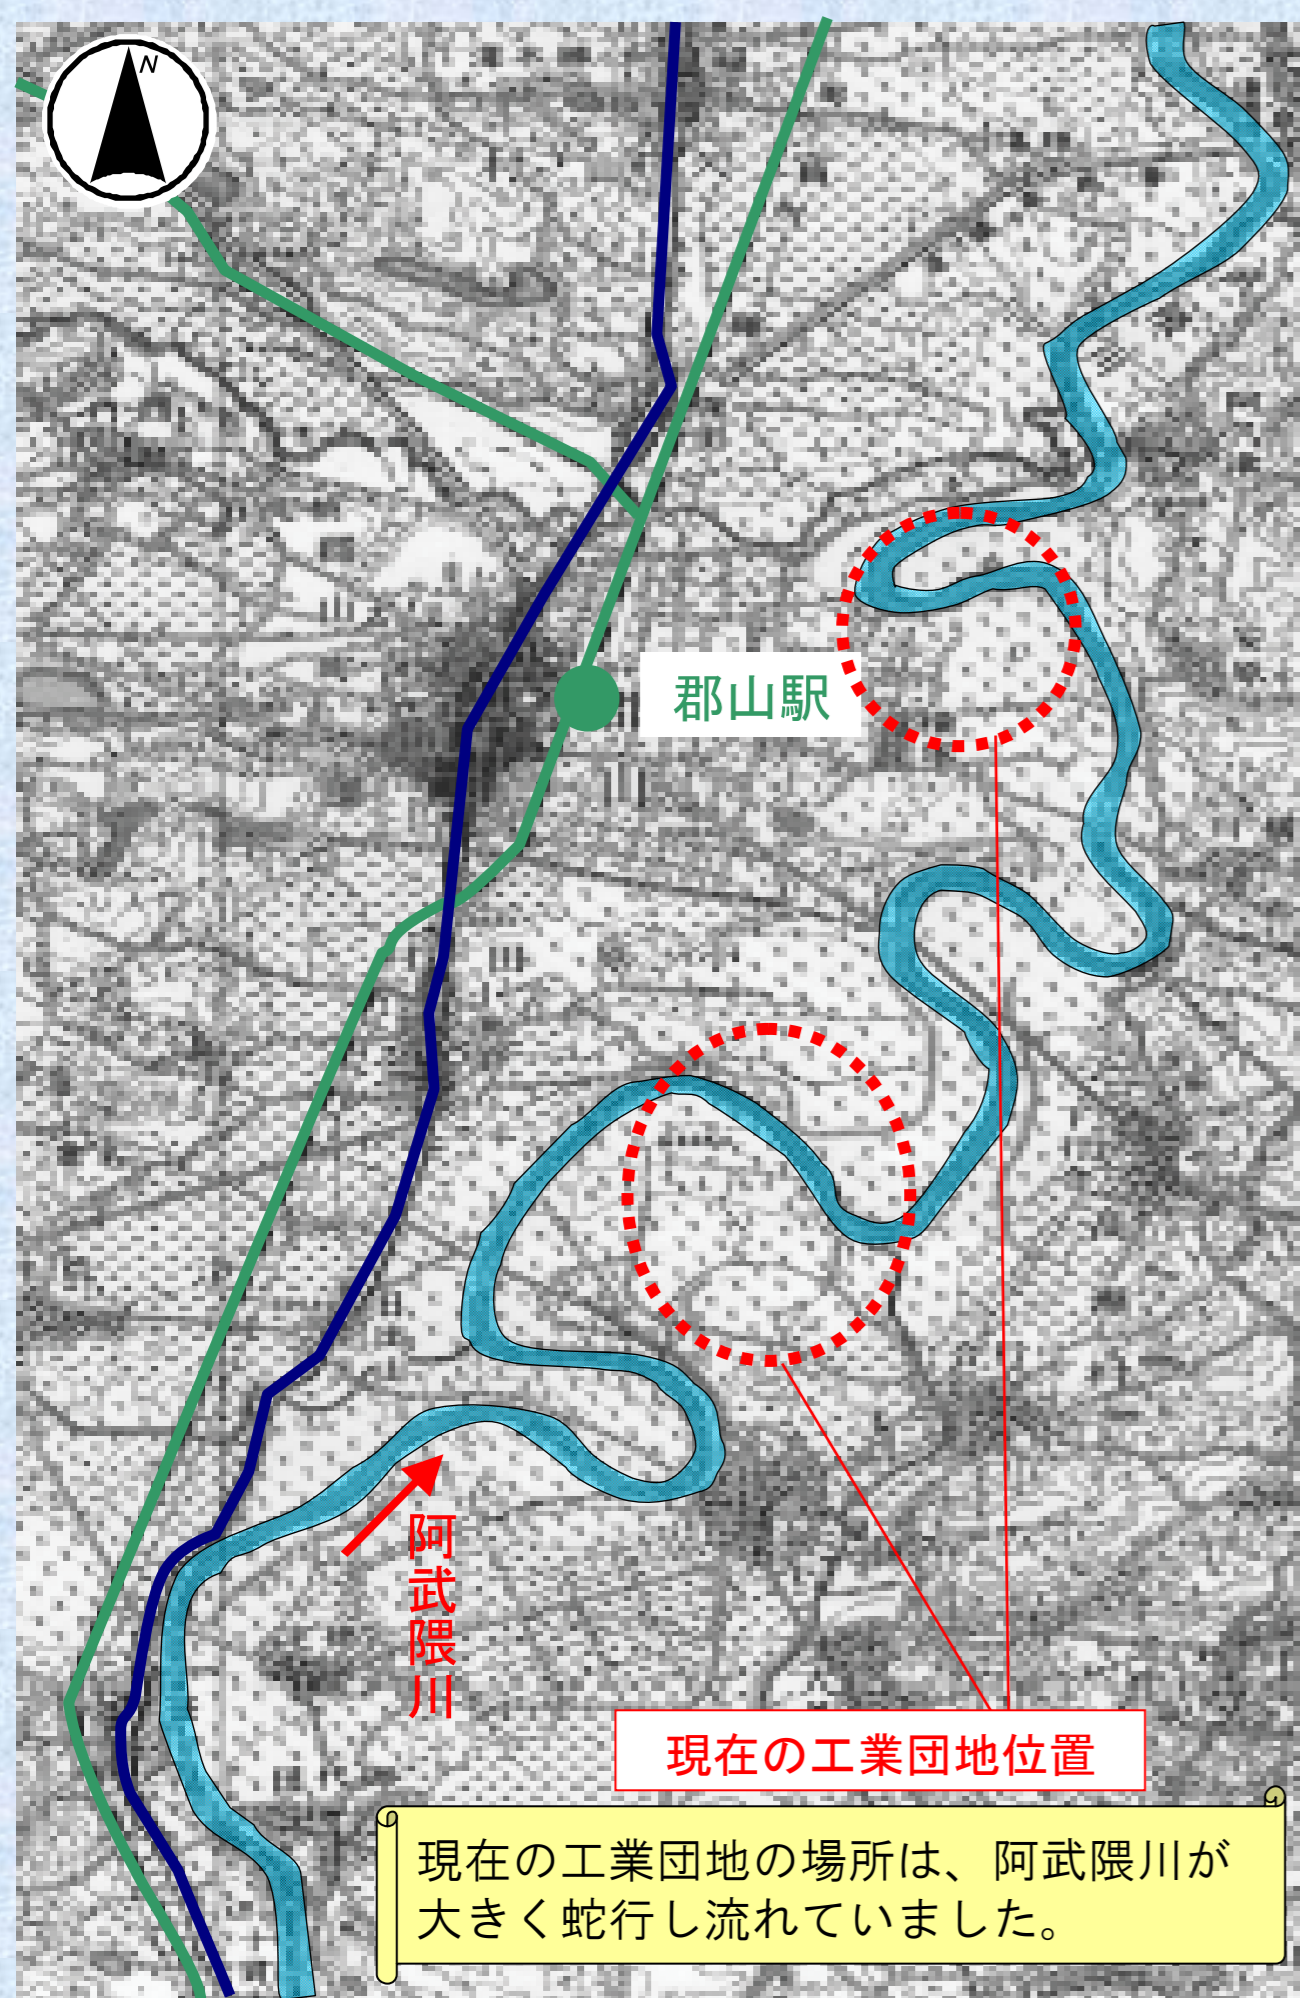 N
郡山駅
阿武隈川
現在の工業団地位置
現在の工業団地の場所は、阿武隈川が
大きく蛇行し流れていました。